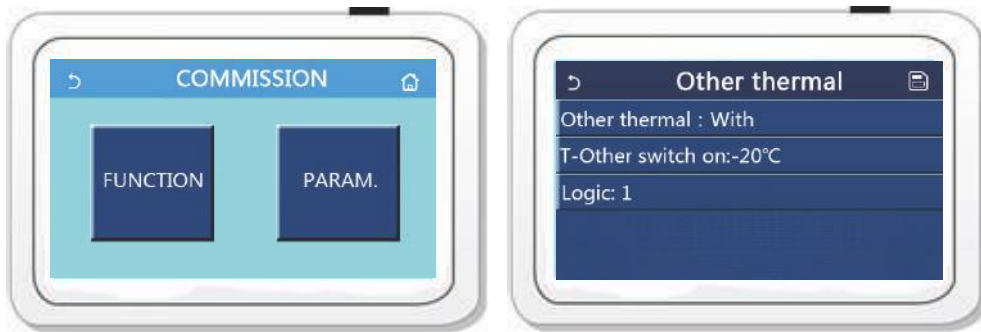 COMMISSION
FUNCTION
PARAM.
Other thermal
Other thermal : With
T-Other switch on:-20℃
Logic: 1